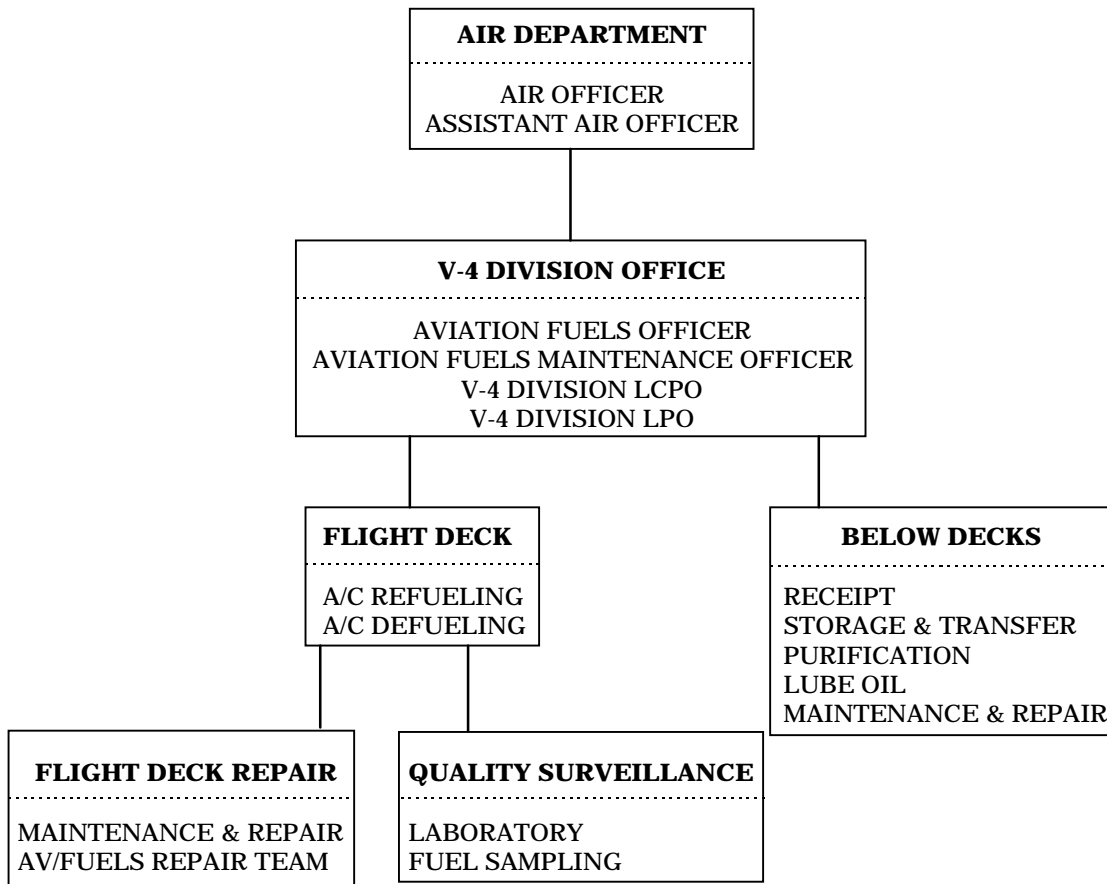 AIR DEPARTMENT
AIR OFFICER
ASSISTANT AIR OFFICER
V-4 DIVISION OFFICE
AVIATION FUELS OFFICER
AVIATION FUELS MAINTENANCE OFFICER
V-4 DIVISION LCPO
V-4 DIVISION LPO
FLIGHT DECK
A/C REFUELING
A/C DEFUELING
BELOW DECKS
RECEIPT
STORAGE & TRANSFER
PURIFICATION
LUBE OIL
MAINTENANCE & REPAIR
FLIGHT DECK REPAIR
MAINTENANCE & REPAIR
AV/FUELS REPAIR TEAM
QUALITY SURVEILLANCE
LABORATORY
FUEL SAMPLING